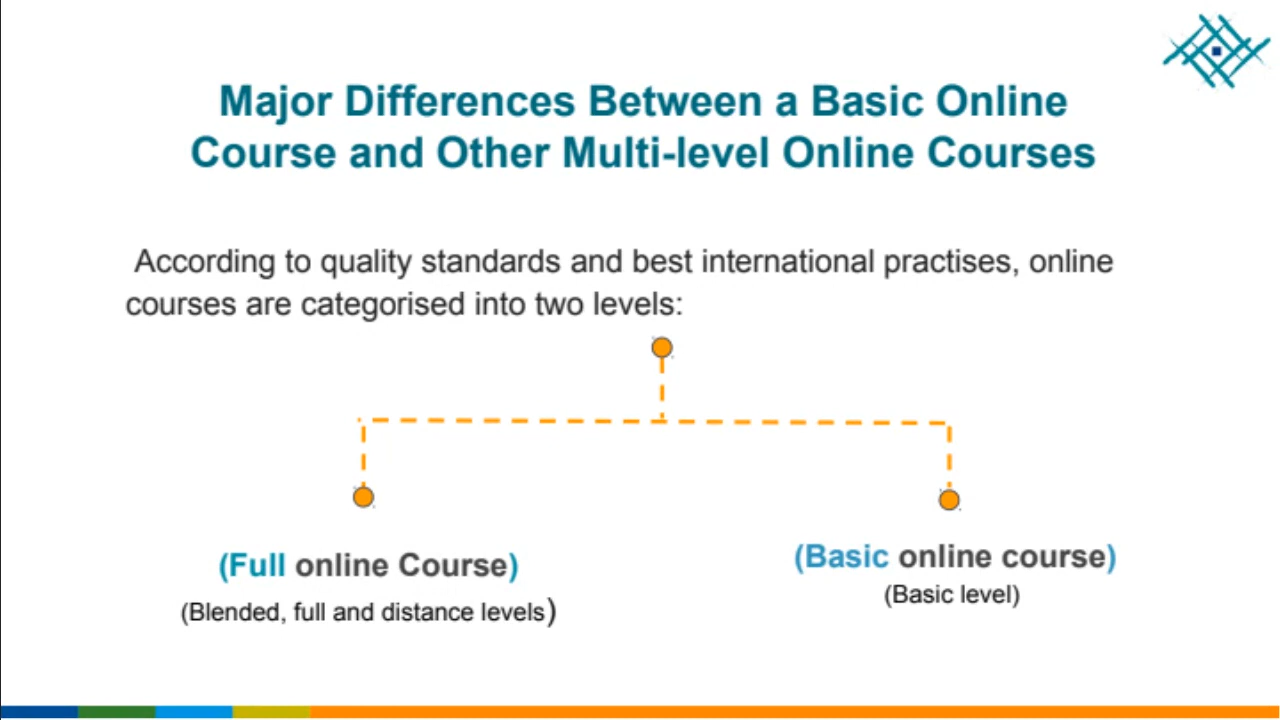 Major Differences Between a Basic Online
Course and Other Multi-level Online Courses
According to quality standards and best international practises, online
courses are categorised into two levels:
(Full online Course)
(Blended, full and distance levels)
(Basic online course)
(Basic level)